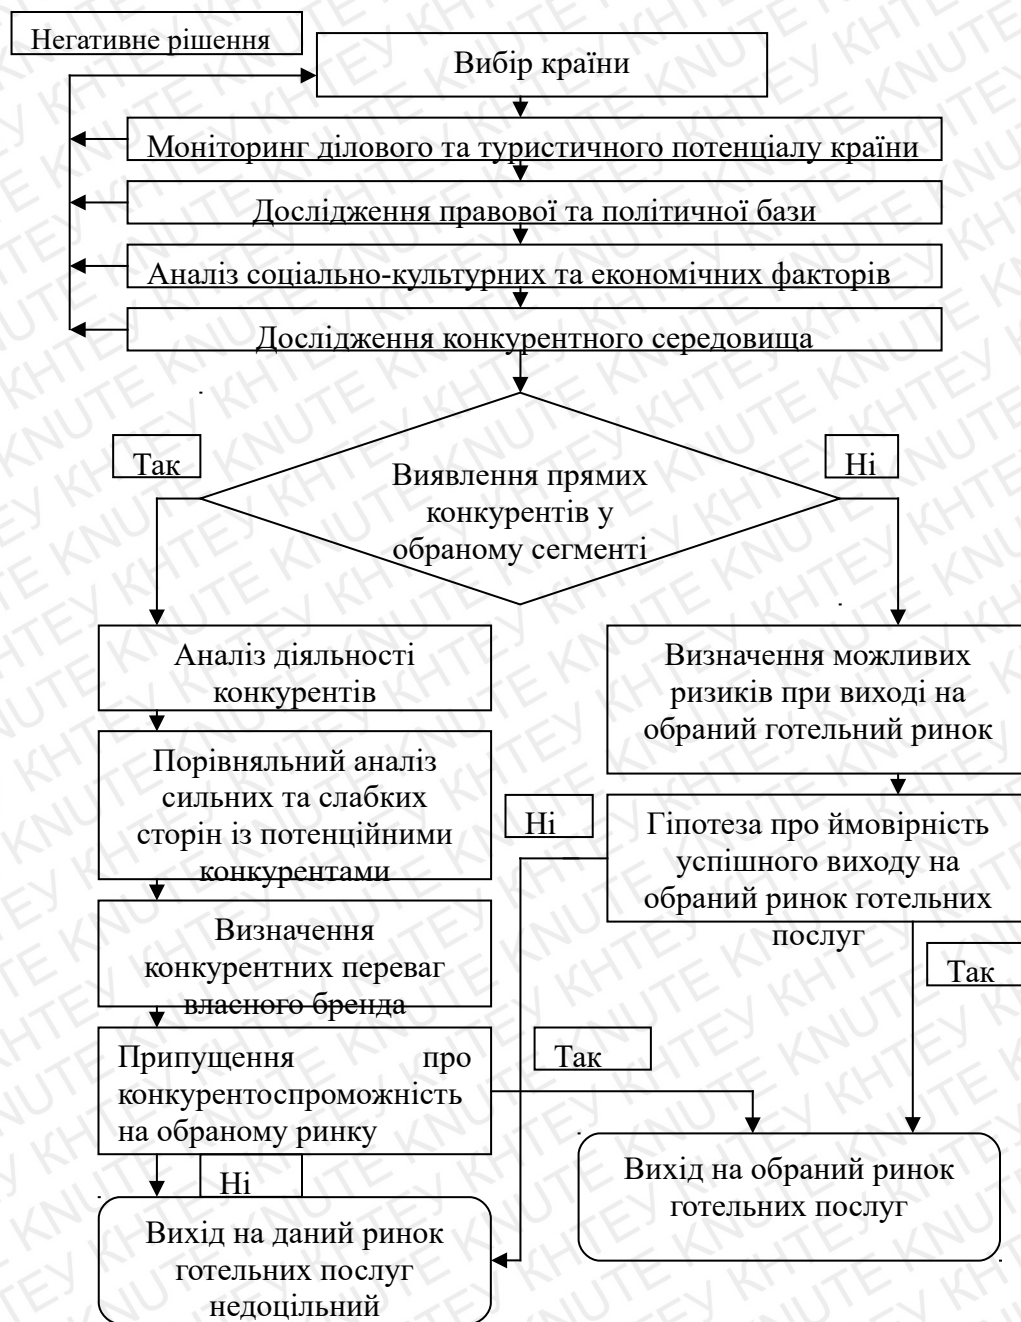 Негативне рішення
Вибір країни
Моніторинг ділового та туристичного потенціалу країни
Дослідження правової та політичної бази
Аналіз соціально-культурних та економічних факторів
Дослідження конкурентного середовища
Так
Ні
Виявлення прямих
конкурентів у
обраному сегменті
Аналіз діяльності
конкурентів
Визначення можливих
ризиків при виході на
обраний готельний ринок
Порівняльний аналіз
сильних та слабких
сторін із потенційними
конкурентами
Ні
Гіпотеза про ймовірність
успішного виходу на
обраний ринок готельних
послуг
Визначення
конкурентних переваг
власного бренда
Так
Припущення про
конкурентоспроможність
на обраному ринку
Так
Ні
Вихід на обраний ринок
готельних послуг
Вихід на даний ринок
готельних послуг
недоцільний
КНТЕУ KNUTE КНТЕУ KNUTE